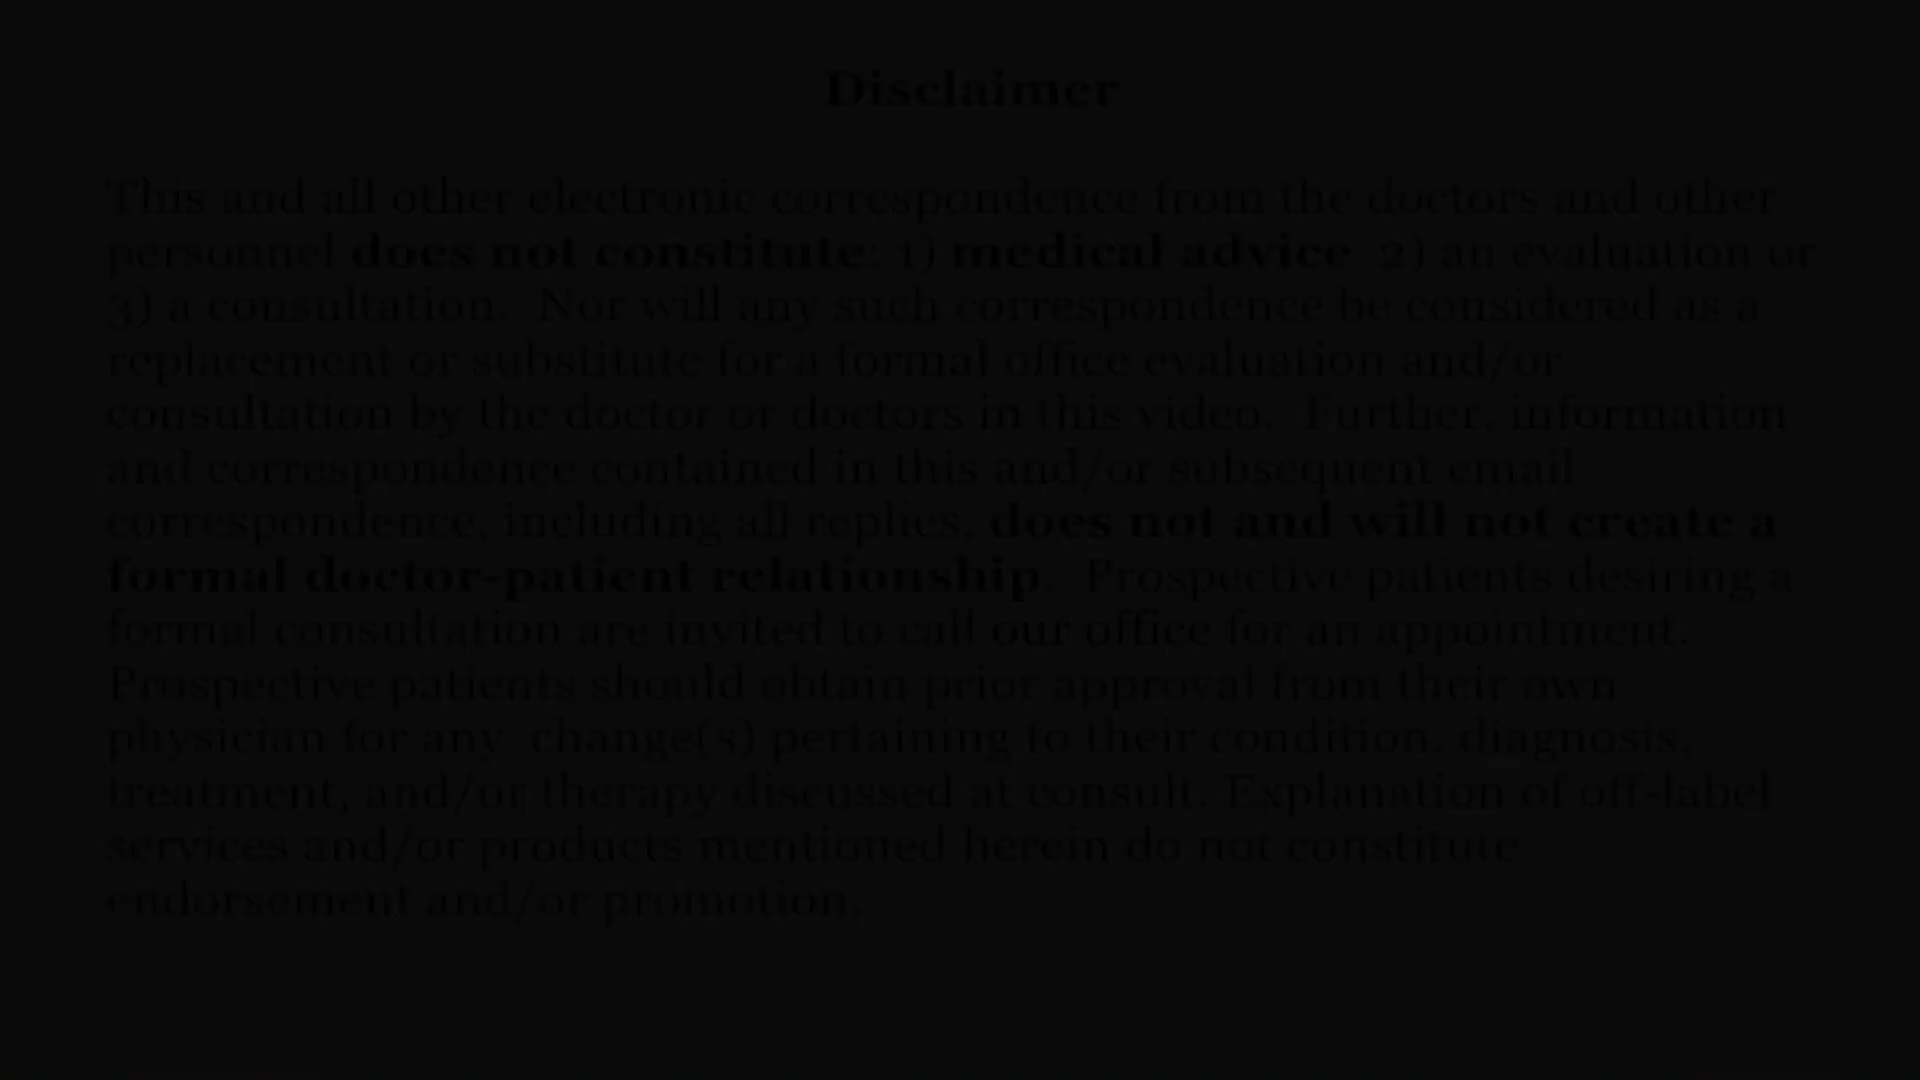 Disclaimer
This and all other electronic correspondence from the doctors and other
personnel does not constitute: 1) medical advice 2) an evaluation or
3) a consultation. Nor will any such correspondence be considered as a
replacement or substitute for a formal office evaluation and/or
consultation by the doctor or doctors in this video. Further, information
and correspondence contained in this and/or subsequent email
correspondence, including all replies, does not and will not create a
formal doctor-patient relationship. Prospective patients desiring a
formal consultation are invited to call our office for an appointment.
Prospective patients should obtain prior approval from their own
physician for any change(s) pertaining to their condition, diagnosis,
treatment, and/or therapy discussed at consult. Explanation of off-label
services and/or products mentioned herein do not constitute
endorsement and/or promotion.